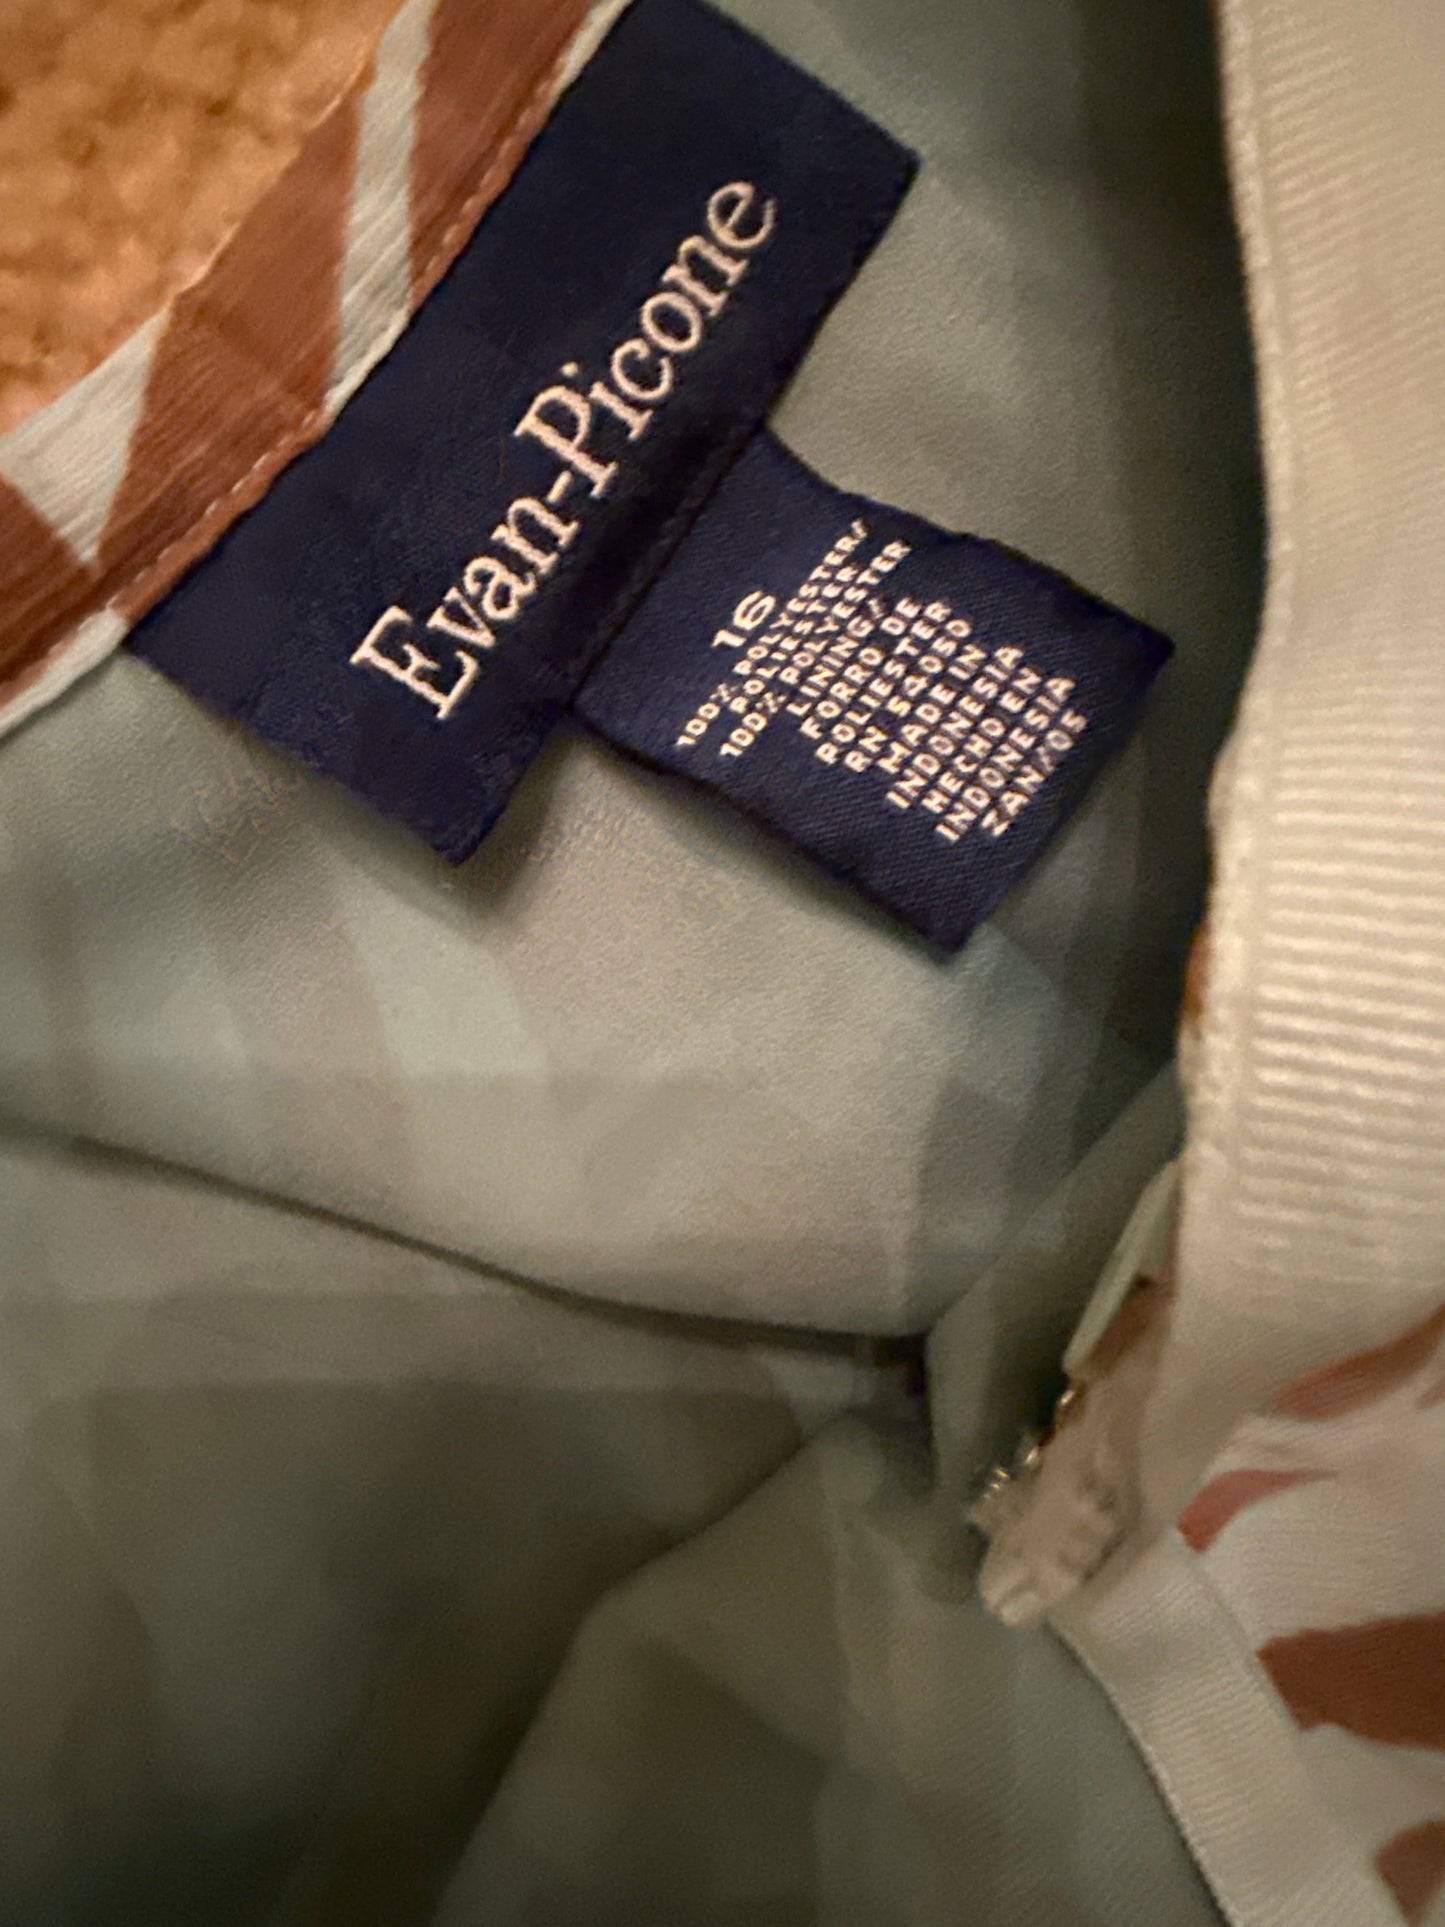 Evan-Picone
16
100% POLYESTER/
POLIESTER
100% POLYESTER
LINING/
FORRO DE
POLIESTER
RN 54050
MADE IN
INDONESIA
HECHO EN
INDONESIA
ZAN/05